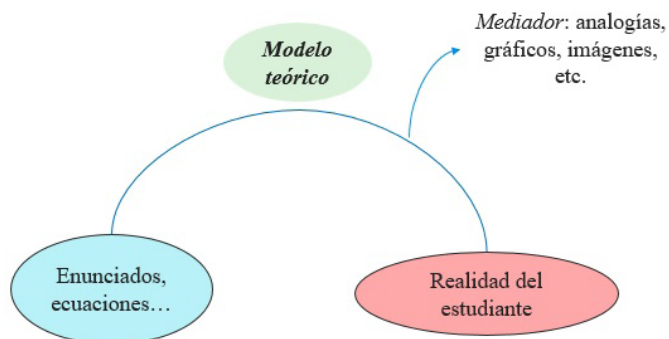 Modelo
teórico
Mediador: analogías,
gráficos, imágenes,
etc.
Enunciados,
ecuaciones…
Realidad del
estudiante